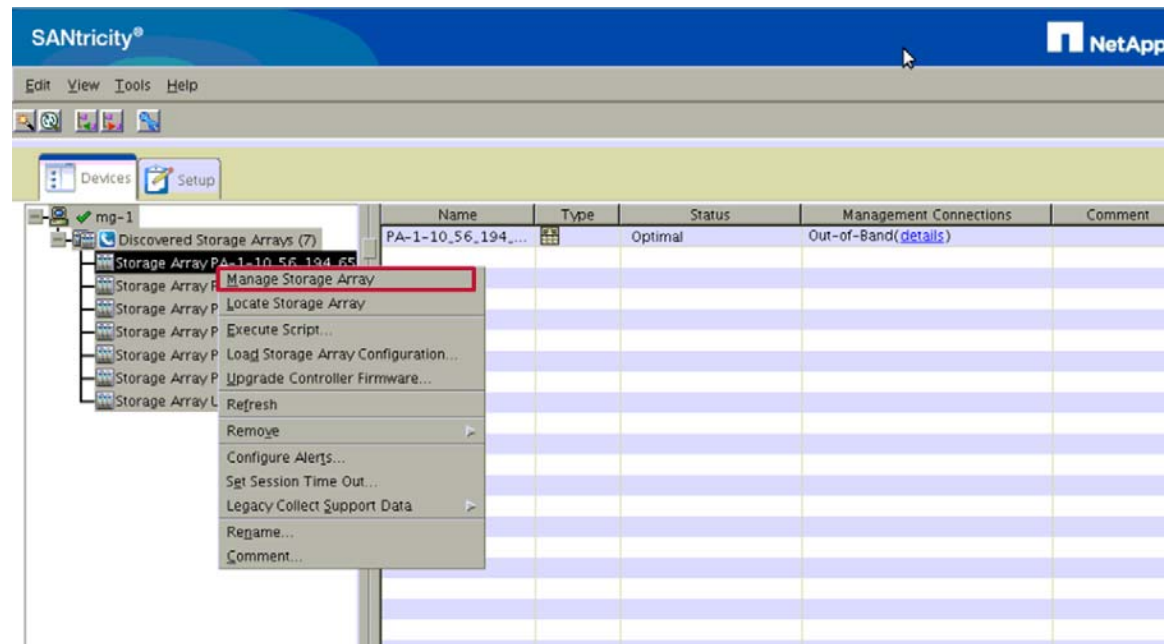 SANtricity®
NetApp
Edit View Tools Help
Devices Setup
mg-1
Discovered Storage Arrays (7)
Storage Array PA-1-10_56_194_65
Storage Array P
Storage Array P
Storage Array P
Storage Array P
Storage Array P
Storage Array L
Manage Storage Array
Locate Storage Array
Execute Script...
Load Storage Array Configuration...
Upgrade Controller Firmware...
Refresh
Remove
Configure Alerts...
Set Session Time Out...
Legacy Collect Support Data
Rename...
Comment...
Name Type Status Management Connections Comment
PA-1-10_56_194_... Optimal Out-of-Band(details)